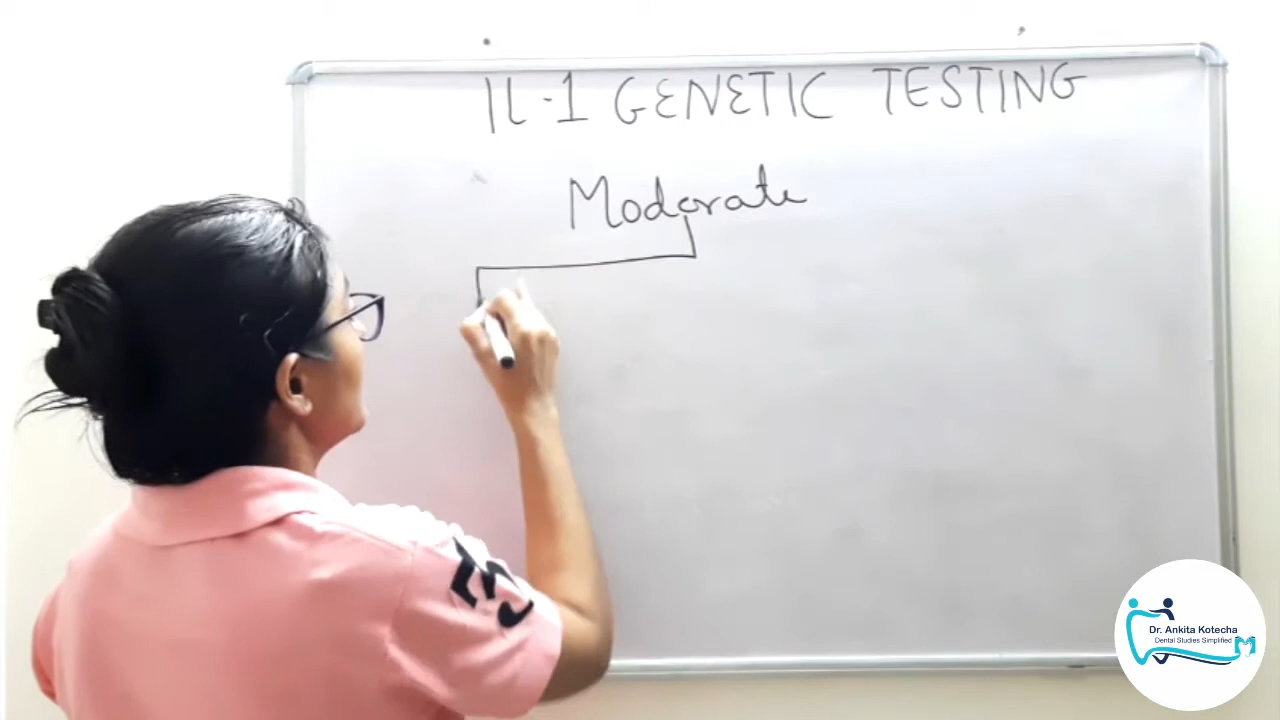 IL-1 GENETIC TESTING
Moderate
Dr. Ankita Kotecha
Dental Studies Simplified